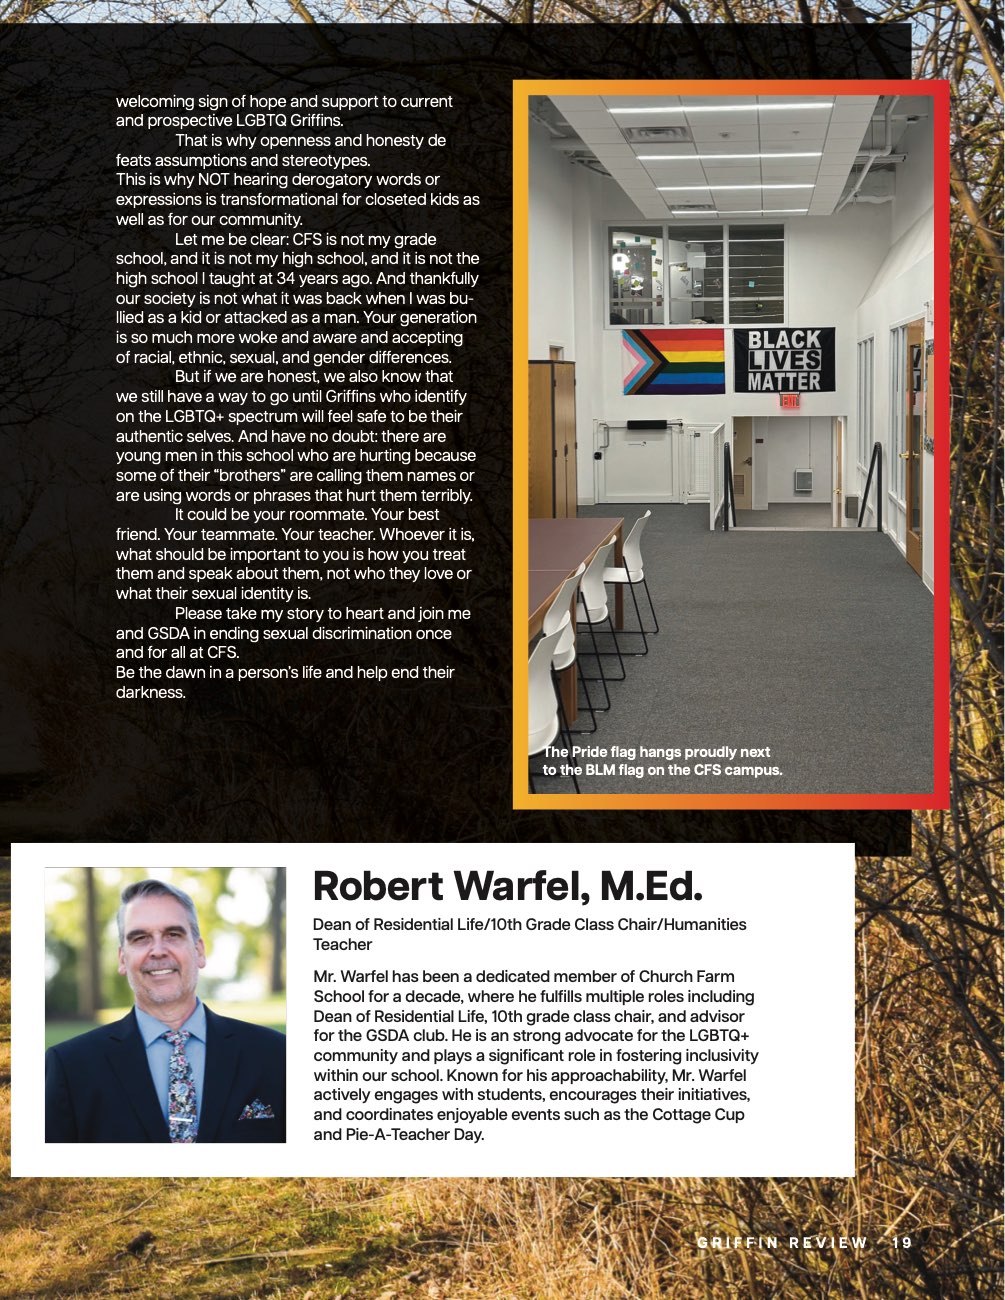 welcoming sign of hope and support to current
and prospective LGBTQ Griffins.
That is why openness and honesty de
feats assumptions and stereotypes.
This is why NOT hearing derogatory words or
expressions is transformational for closeted kids as
well as for our community.
Let me be clear: CFS is not my grade
school, and it is not my high school, and it is not the
high school I taught at 34 years ago. And thankfully
our society is not what it was back when I was bu-
llied as a kid or attacked as a man. Your generation
is so much more woke and aware and accepting
of racial, ethnic, sexual, and gender differences.
But if we are honest, we also know that
we still have a way to go until Griffins who identify
on the LGBTQ+ spectrum will feel safe to be their
authentic selves. And have no doubt: there are
young men in this school who are hurting because
some of their “brothers” are calling them names or
are using words or phrases that hurt them terribly.
It could be your roommate. Your best
friend. Your teammate. Your teacher. Whoever it is,
what should be important to you is how you treat
them and speak about them, not who they love or
what their sexual identity is.
Please take my story to heart and join me
and GSDA in ending sexual discrimination once
and for all at CFS.
Be the dawn in a person’s life and help end their
darkness.
BLACK
LIVES
MATTER
EXIT
The Pride flag hangs proudly next
to the BLM flag on the CFS campus.
Robert Warfel, M.Ed.
Dean of Residential Life/10th Grade Class Chair/Humanities
Teacher
Mr. Warfel has been a dedicated member of Church Farm
School for a decade, where he fulfills multiple roles including
Dean of Residential Life, 10th grade class chair, and advisor
for the GSDA club. He is an strong advocate for the LGBTQ+
community and plays a significant role in fostering inclusivity
within our school. Known for his approachability, Mr. Warfel
actively engages with students, encourages their initiatives,
and coordinates enjoyable events such as the Cottage Cup
and Pie-A-Teacher Day.
GRIFFIN REVIEW 19